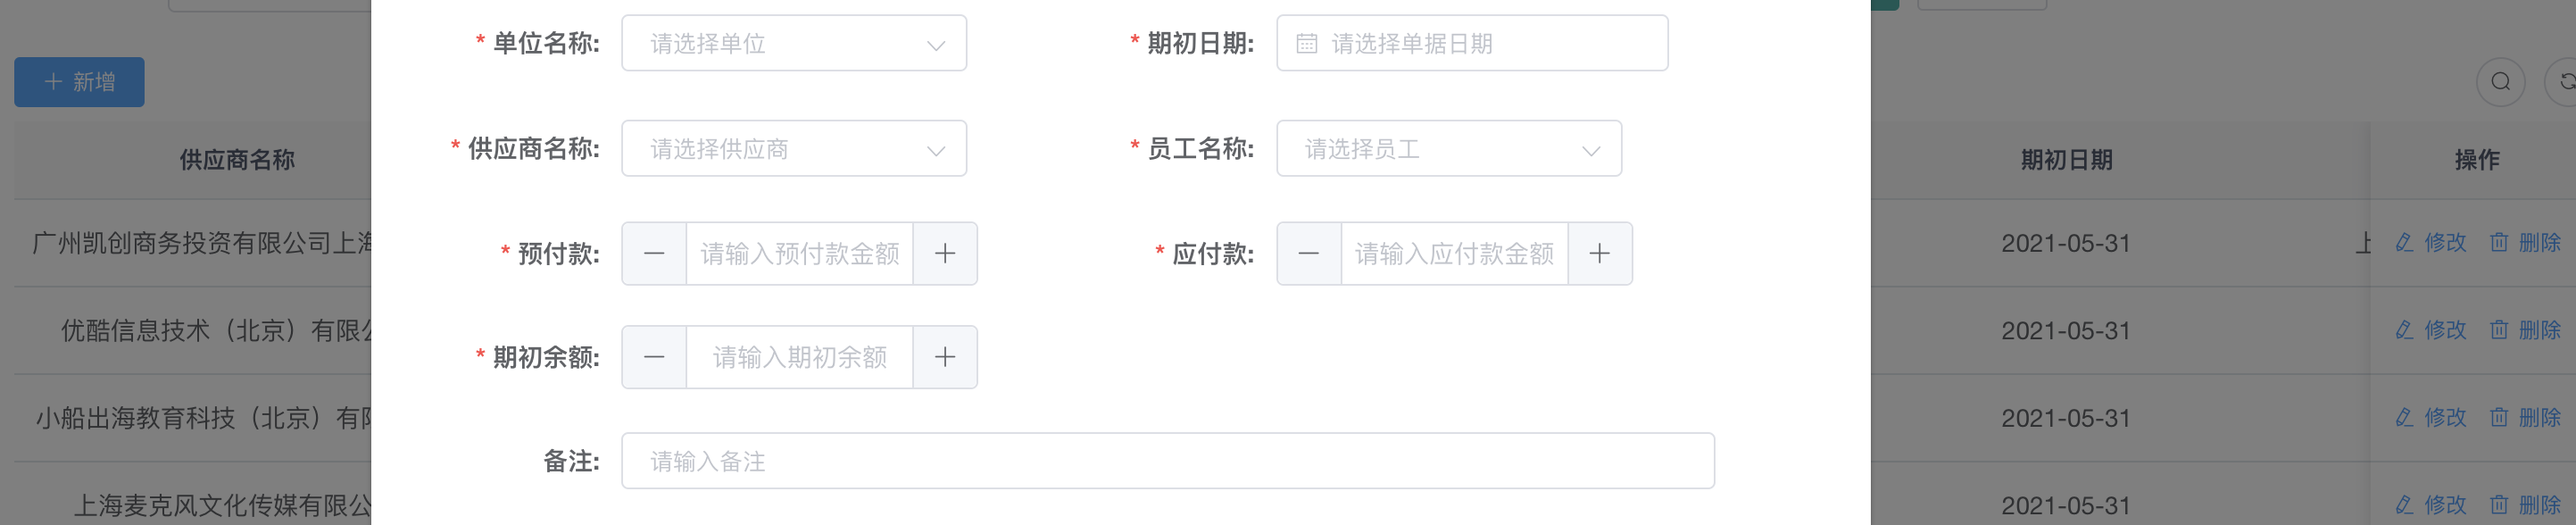 * 单位名称: 请选择单位 * 期初日期: 请选择单据日期
+ 新增
供应商名称 * 供应商名称: 请选择供应商 * 员工名称: 请选择员工 期初日期 操作
广州凯创商务投资有限公司上海 * 预付款: 请输入预付款金额 * 应付款: 请输入应付款金额 2021-05-31 上 修改 删除
优酷信息技术（北京）有限公 * 期初余额: 请输入期初余额 2021-05-31 修改 删除
小船出海教育科技（北京）有限 2021-05-31 修改 删除
备注: 请输入备注
上海麦克风文化传媒有限公 2021-05-31 修改 删除